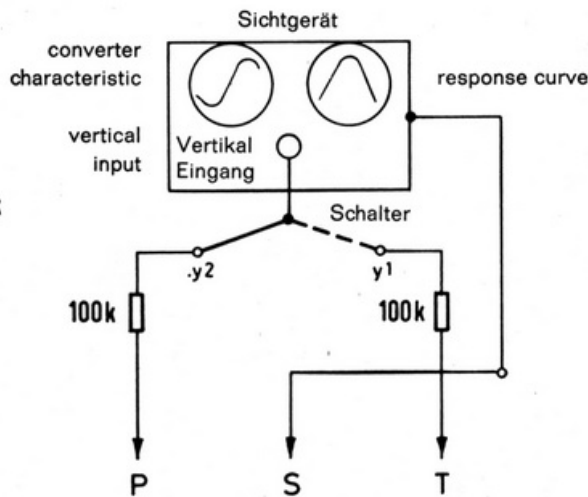 Sichtgerät
converter
characteristic
response curve
vertical
input
Vertikal
Eingang
Schalter
.y2
y1
100k
100k
P
S
T